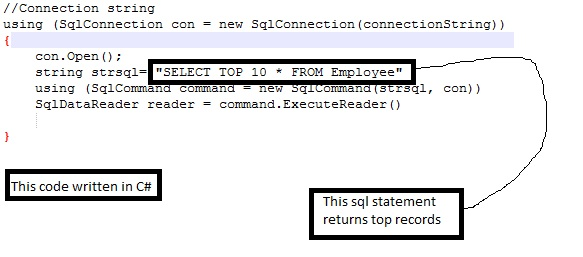 //Connection string
using (SqlConnection con = new SqlConnection(connectionString))
{
con.Open();
string strsql= "SELECT TOP 10 * FROM Employee"
using (SqlCommand command = new SqlCommand(strsql, con))
SqlDataReader reader = command.ExecuteReader()
}
This code written in C#
This sql statement
returns top records